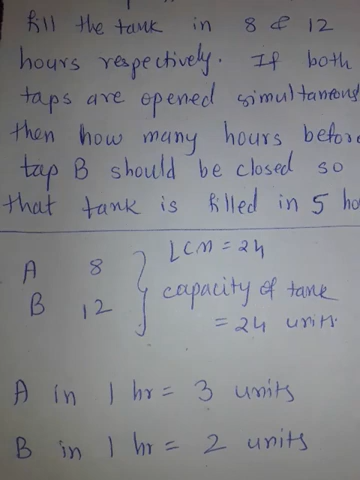 fill the tank in 8 & 12
hours respectively. If both
taps are opened simultaneous
then how many hours before
tap B should be closed so
that tank is filled in 5 ho
A 8 LCM = 24
B 12 capacity of tank
= 24 units
A in 1 hr = 3 units
B in 1 hr = 2 units